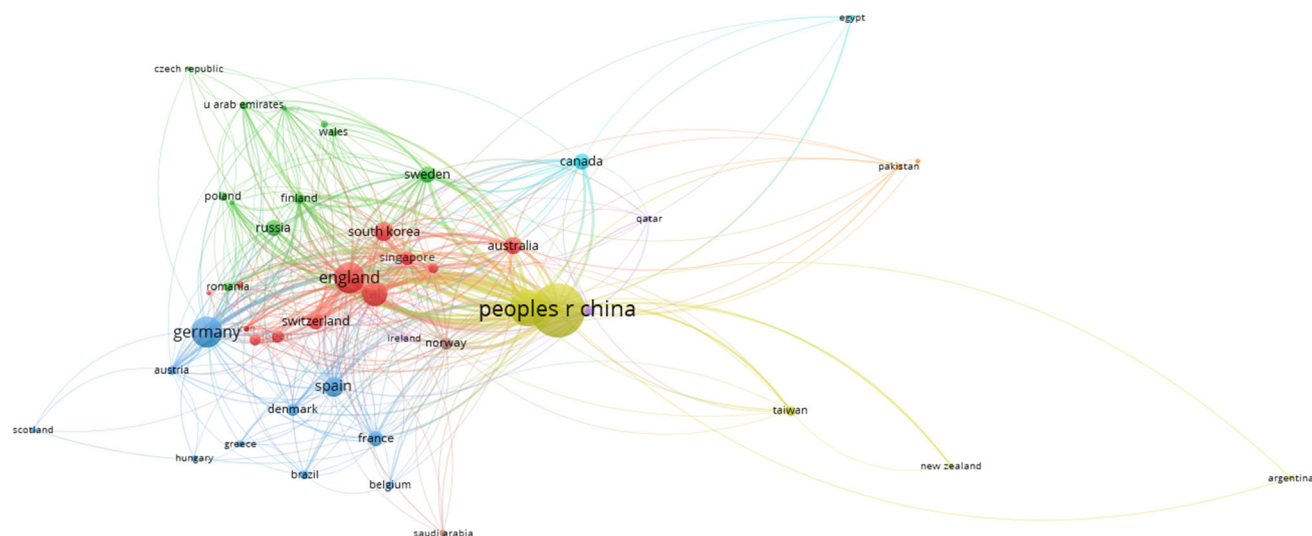 egypt
czech republic
u arab emirates
wales
canada
pakistan
sweden
poland
finland
qatar
russia
south korea
australia
singapore
england
romania
peoples r china
switzerland
germany
ireland
norway
austria
spain
denmark
taiwan
scotland
greece
france
hungary
new zealand
brazil
argentina
belgium
saudi arabia